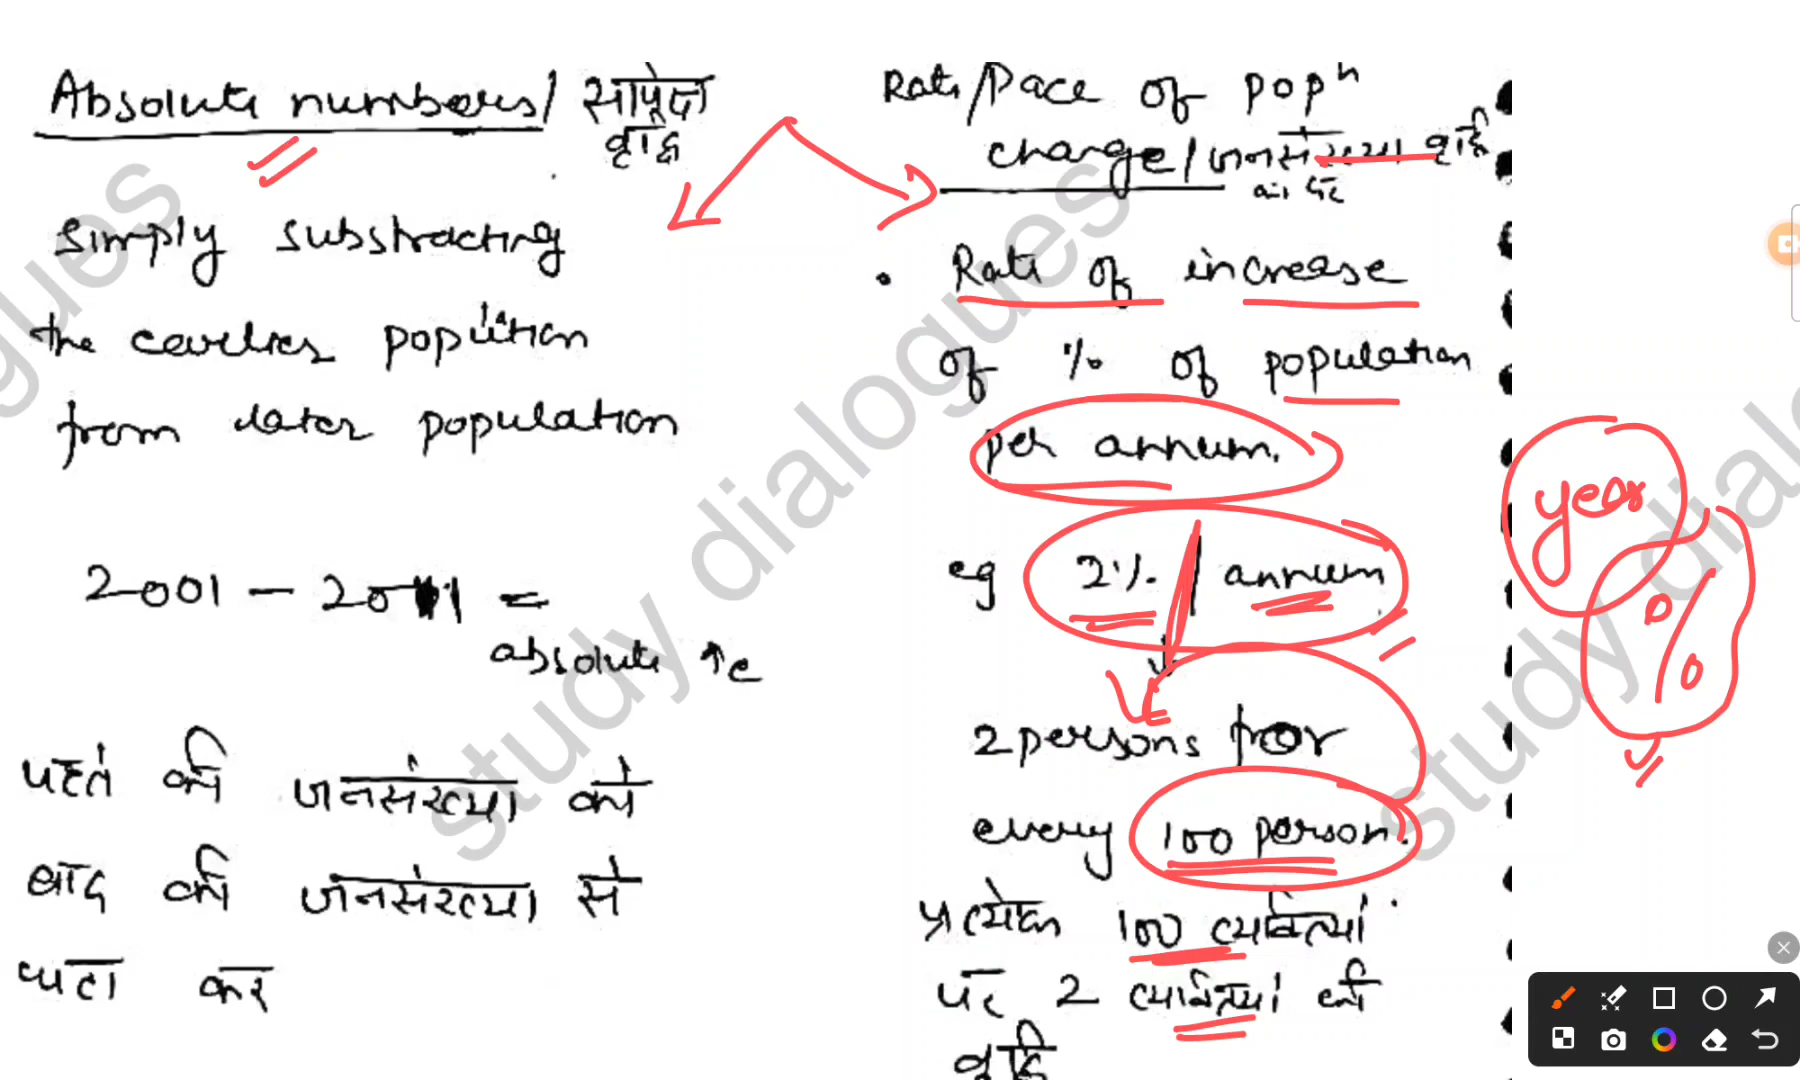 Absolute numbers/ सापेक्ष
वृद्धि
Simply substracting
the earlier population
from later population
2001 - 2011 =
absolute ↑e
पहले की जनसंख्या को
बाद की जनसंख्या से
घटा कर
Rate/Pace of popn
change/जनसंख्या वृद्धि
की दर
• Rate of increase
of % of population
per annum.
eg 2% | annum
2 persons for
every 100 person.
प्रत्येक 100 व्यक्तियों
पर 2 व्यक्तियों की
वृद्धि
year
%
study dialogues